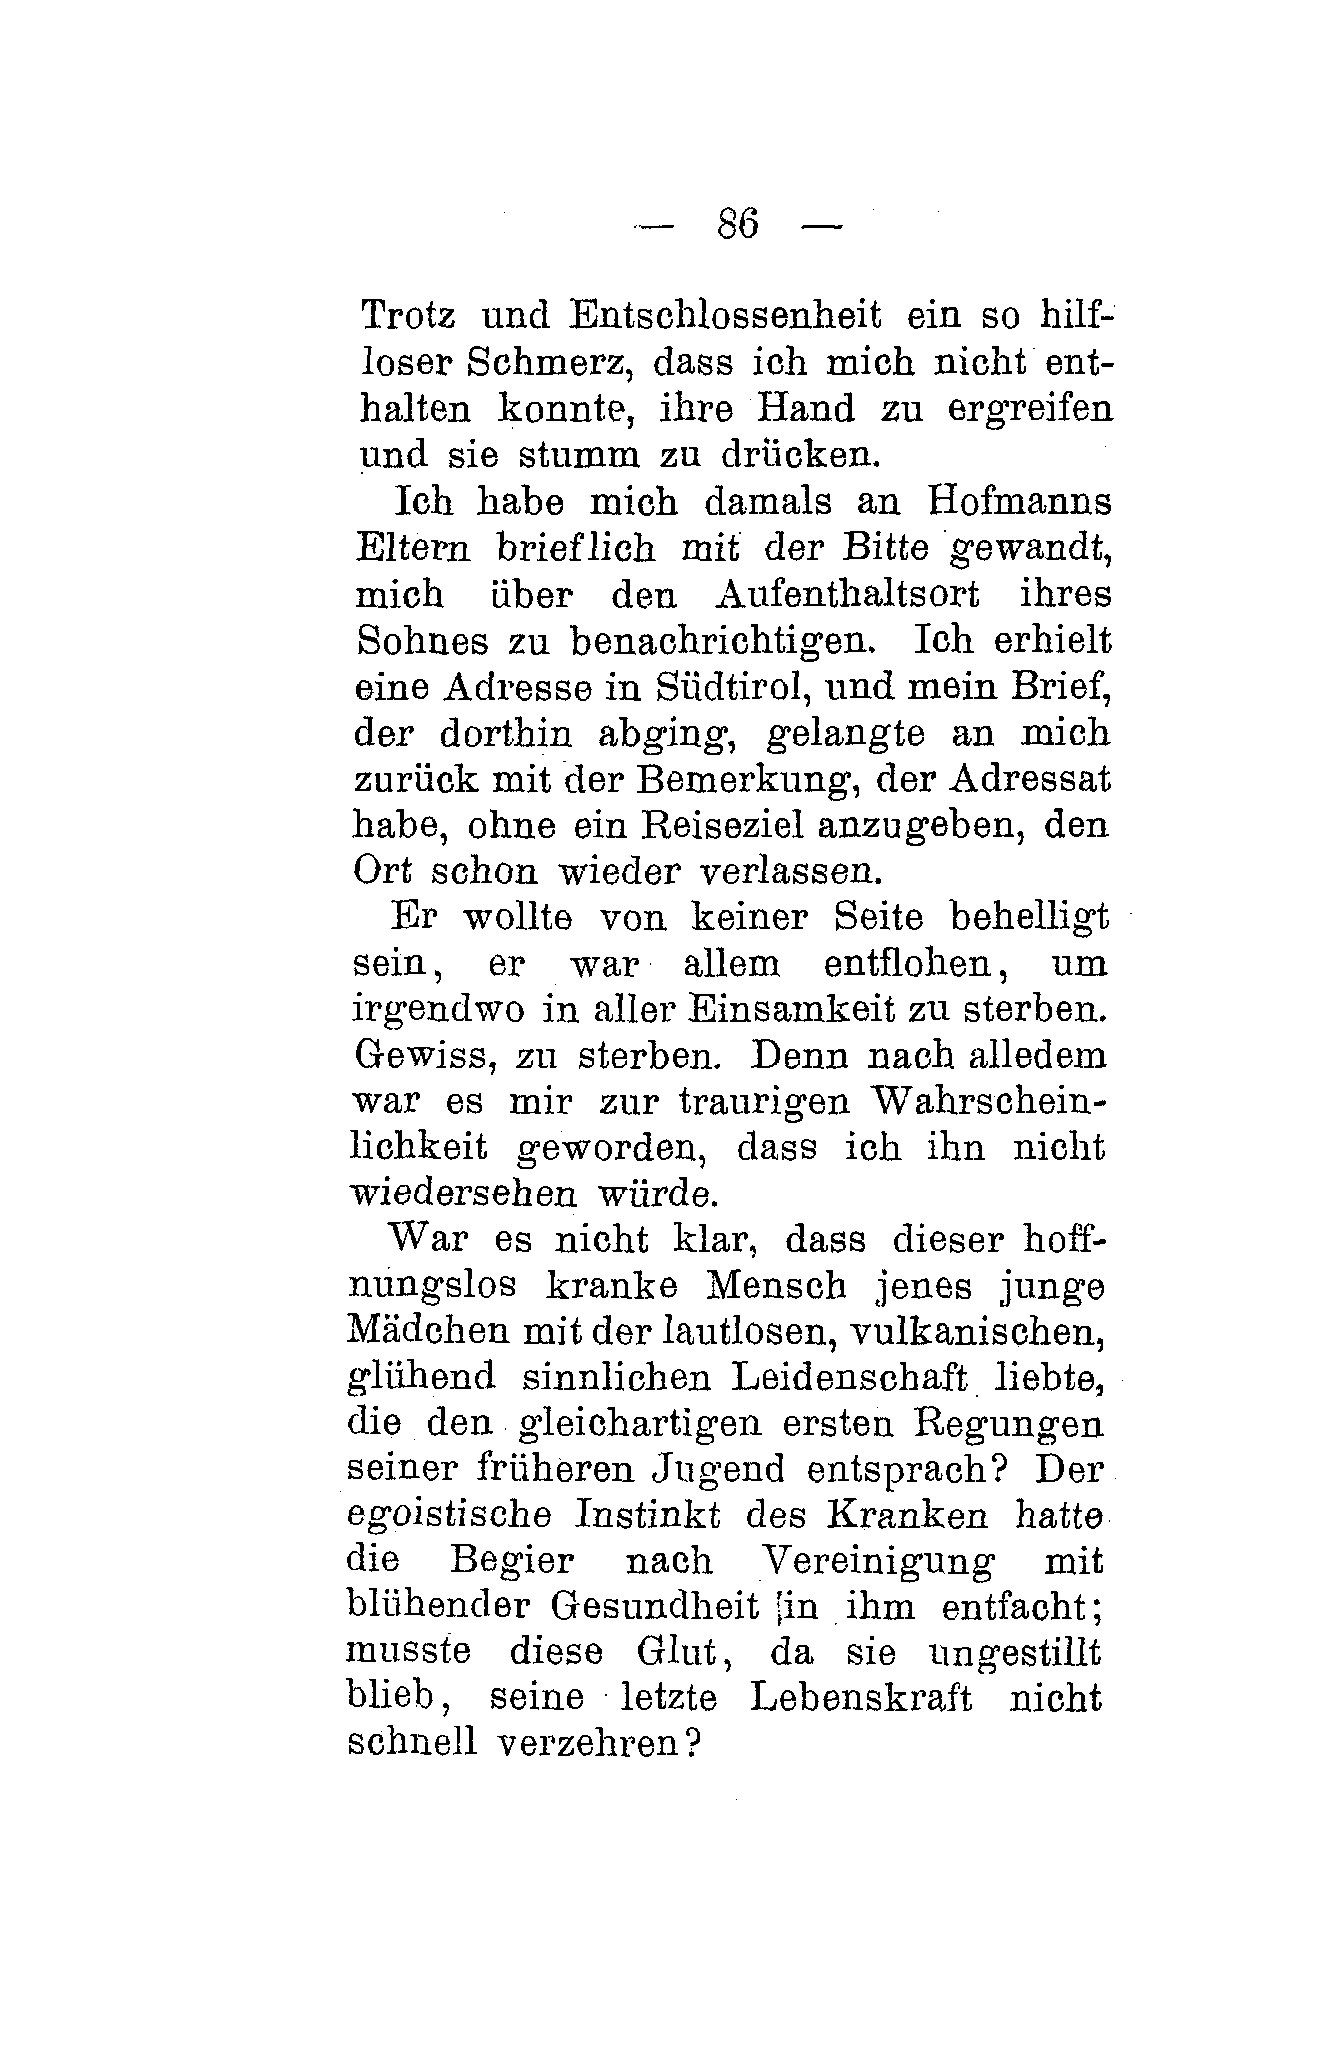 — 86 —
Trotz und Entschlossenheit ein so hilf-
loser Schmerz, dass ich mich nicht ent-
halten konnte, ihre Hand zu ergreifen
und sie stumm zu drücken.
Ich habe mich damals an Hofmanns
Eltern brieflich mit der Bitte gewandt,
mich über den Aufenthaltsort ihres
Sohnes zu benachrichtigen. Ich erhielt
eine Adresse in Südtirol, und mein Brief,
der dorthin abging, gelangte an mich
zurück mit der Bemerkung, der Adressat
habe, ohne ein Reiseziel anzugeben, den
Ort schon wieder verlassen.
Er wollte von keiner Seite behelligt
sein, er war allem entflohen, um
irgendwo in aller Einsamkeit zu sterben.
Gewiss, zu sterben. Denn nach alledem
war es mir zur traurigen Wahrschein-
lichkeit geworden, dass ich ihn nicht
wiedersehen würde.
War es nicht klar, dass dieser hoff-
nungslos kranke Mensch jenes junge
Mädchen mit der lautlosen, vulkanischen,
glühend sinnlichen Leidenschaft liebte,
die den gleichartigen ersten Regungen
seiner früheren Jugend entsprach? Der
egoistische Instinkt des Kranken hatte
die Begier nach Vereinigung mit
blühender Gesundheit in ihm entfacht;
musste diese Glut, da sie ungestillt
blieb, seine letzte Lebenskraft nicht
schnell verzehren?